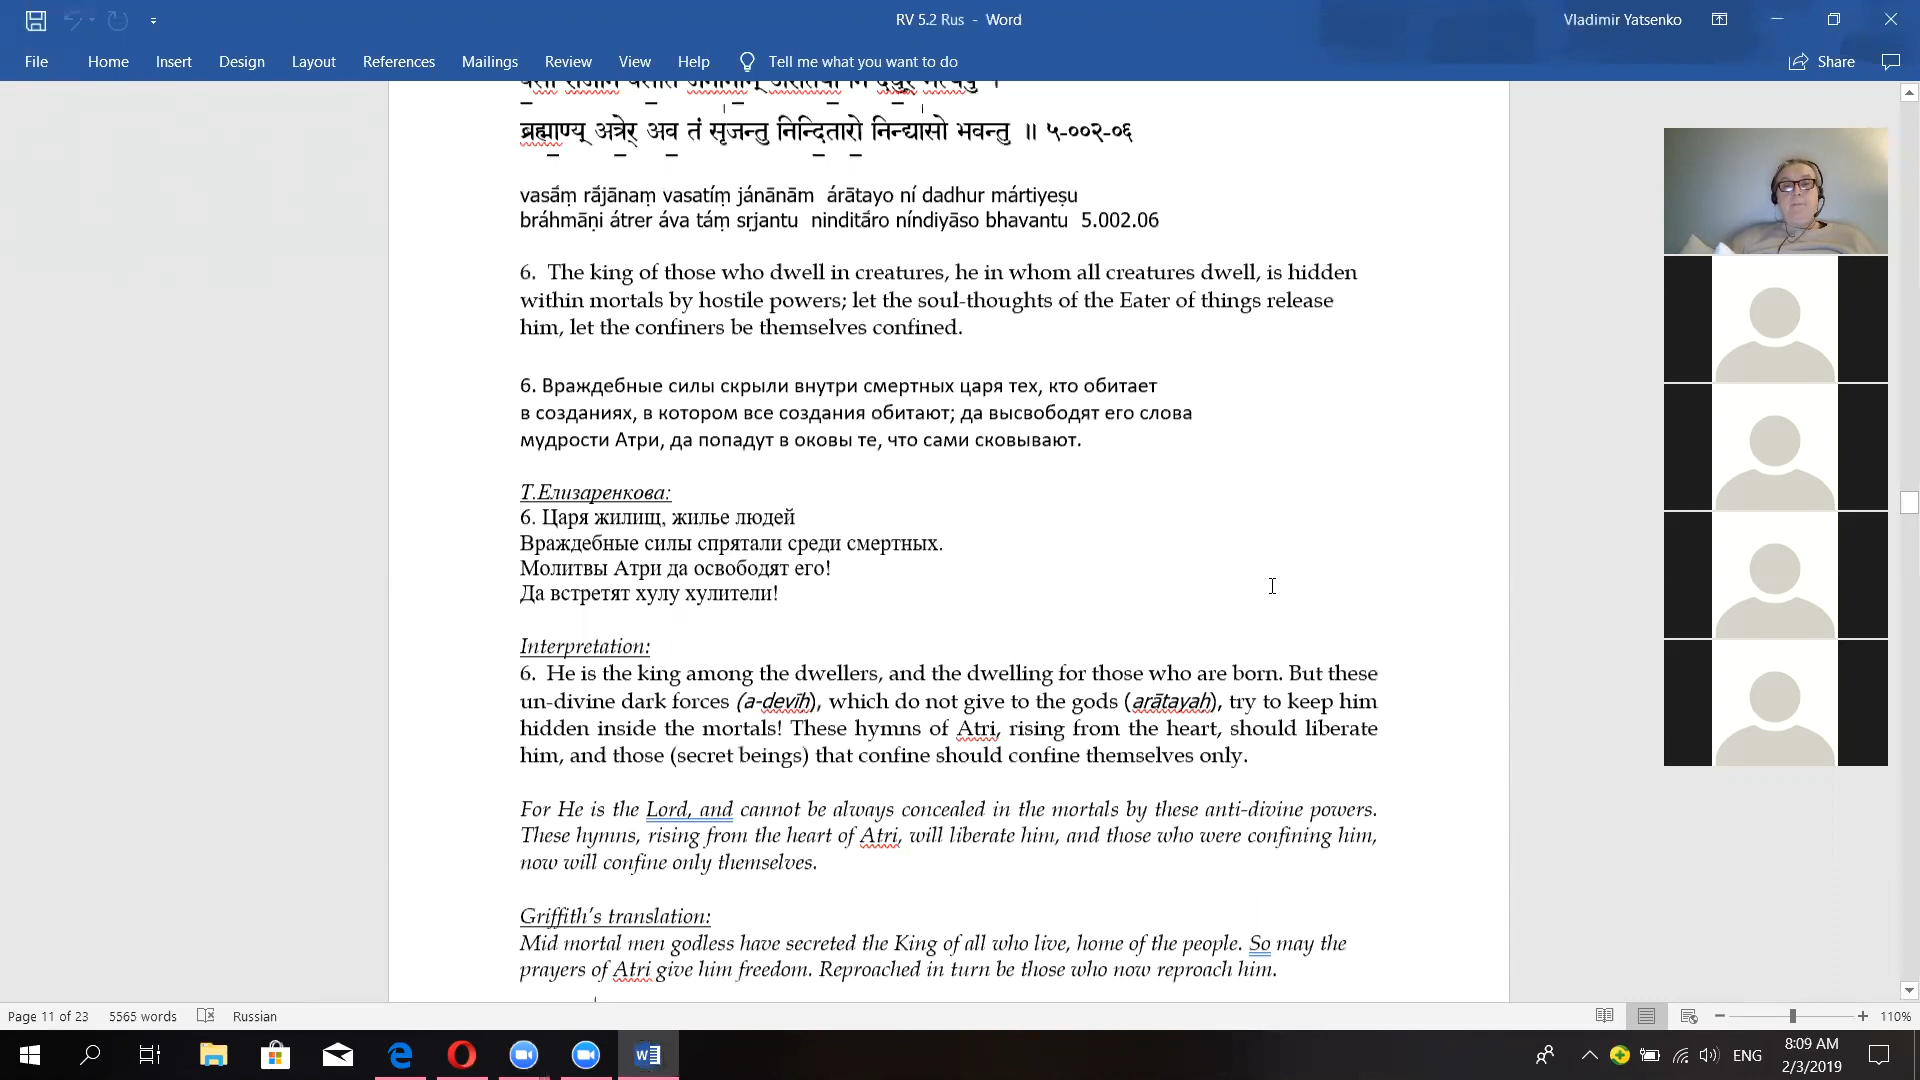 RV 5.2 Rus - Word
Vladimir Yatsenko
File Home Insert Design Layout References Mailings Review View Help Tell me what you want to do Share
ब्रह्माण्य् अत्रेर् अव तं सृजन्तु निन्दितारो निन्द्यासो भवन्तु ॥ ५-००२-०६
vasā́ṃ rā́jānaṃ vasatíṃ jánānām árātayo ní dadhur mártiyeṣu
bráhmāṇi átrer áva táṃ sṛjantu ninditā́ro níndiyāso bhavantu 5.002.06
6. The king of those who dwell in creatures, he in whom all creatures dwell, is hidden
within mortals by hostile powers; let the soul-thoughts of the Eater of things release
him, let the confiners be themselves confined.
6. Враждебные силы скрыли внутри смертных царя тех, кто обитает
в созданиях, в котором все создания обитают; да высвободят его слова
мудрости Атри, да попадут в оковы те, что сами сковывают.
Т.Елизаренкова:
6. Царя жилищ, жилье людей
Враждебные силы спрятали среди смертных.
Молитвы Атри да освободят его!
Да встретят хулу хулители!
Interpretation:
6. He is the king among the dwellers, and the dwelling for those who are born. But these
un-divine dark forces (a-devīḥ), which do not give to the gods (arātayaḥ), try to keep him
hidden inside the mortals! These hymns of Atri, rising from the heart, should liberate
him, and those (secret beings) that confine should confine themselves only.
For He is the Lord, and cannot be always concealed in the mortals by these anti-divine powers.
These hymns, rising from the heart of Atri, will liberate him, and those who were confining him,
now will confine only themselves.
Griffith's translation:
Mid mortal men godless have secreted the King of all who live, home of the people. So may the
prayers of Atri give him freedom. Reproached in turn be those who now reproach him.
Page 11 of 23 5565 words Russian 110%
ENG 8:09 AM
2/3/2019